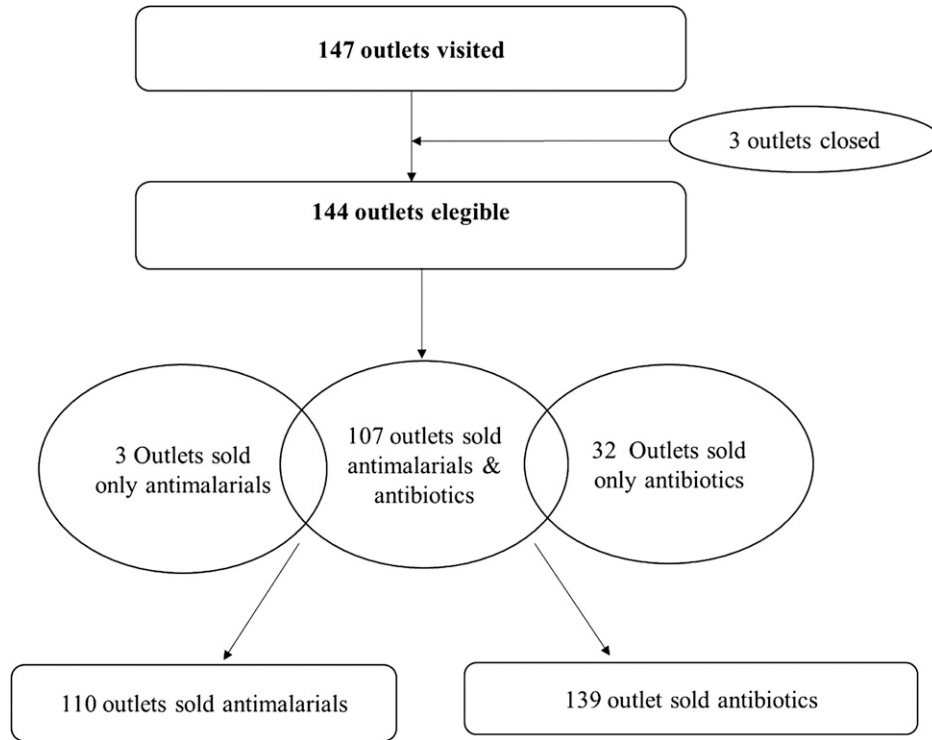 147 outlets visited
3 outlets closed
144 outlets elegible
3 Outlets sold
only antimalarials
107 outlets sold
antimalarials &
antibiotics
32 Outlets sold
only antibiotics
110 outlets sold antimalarials
139 outlet sold antibiotics